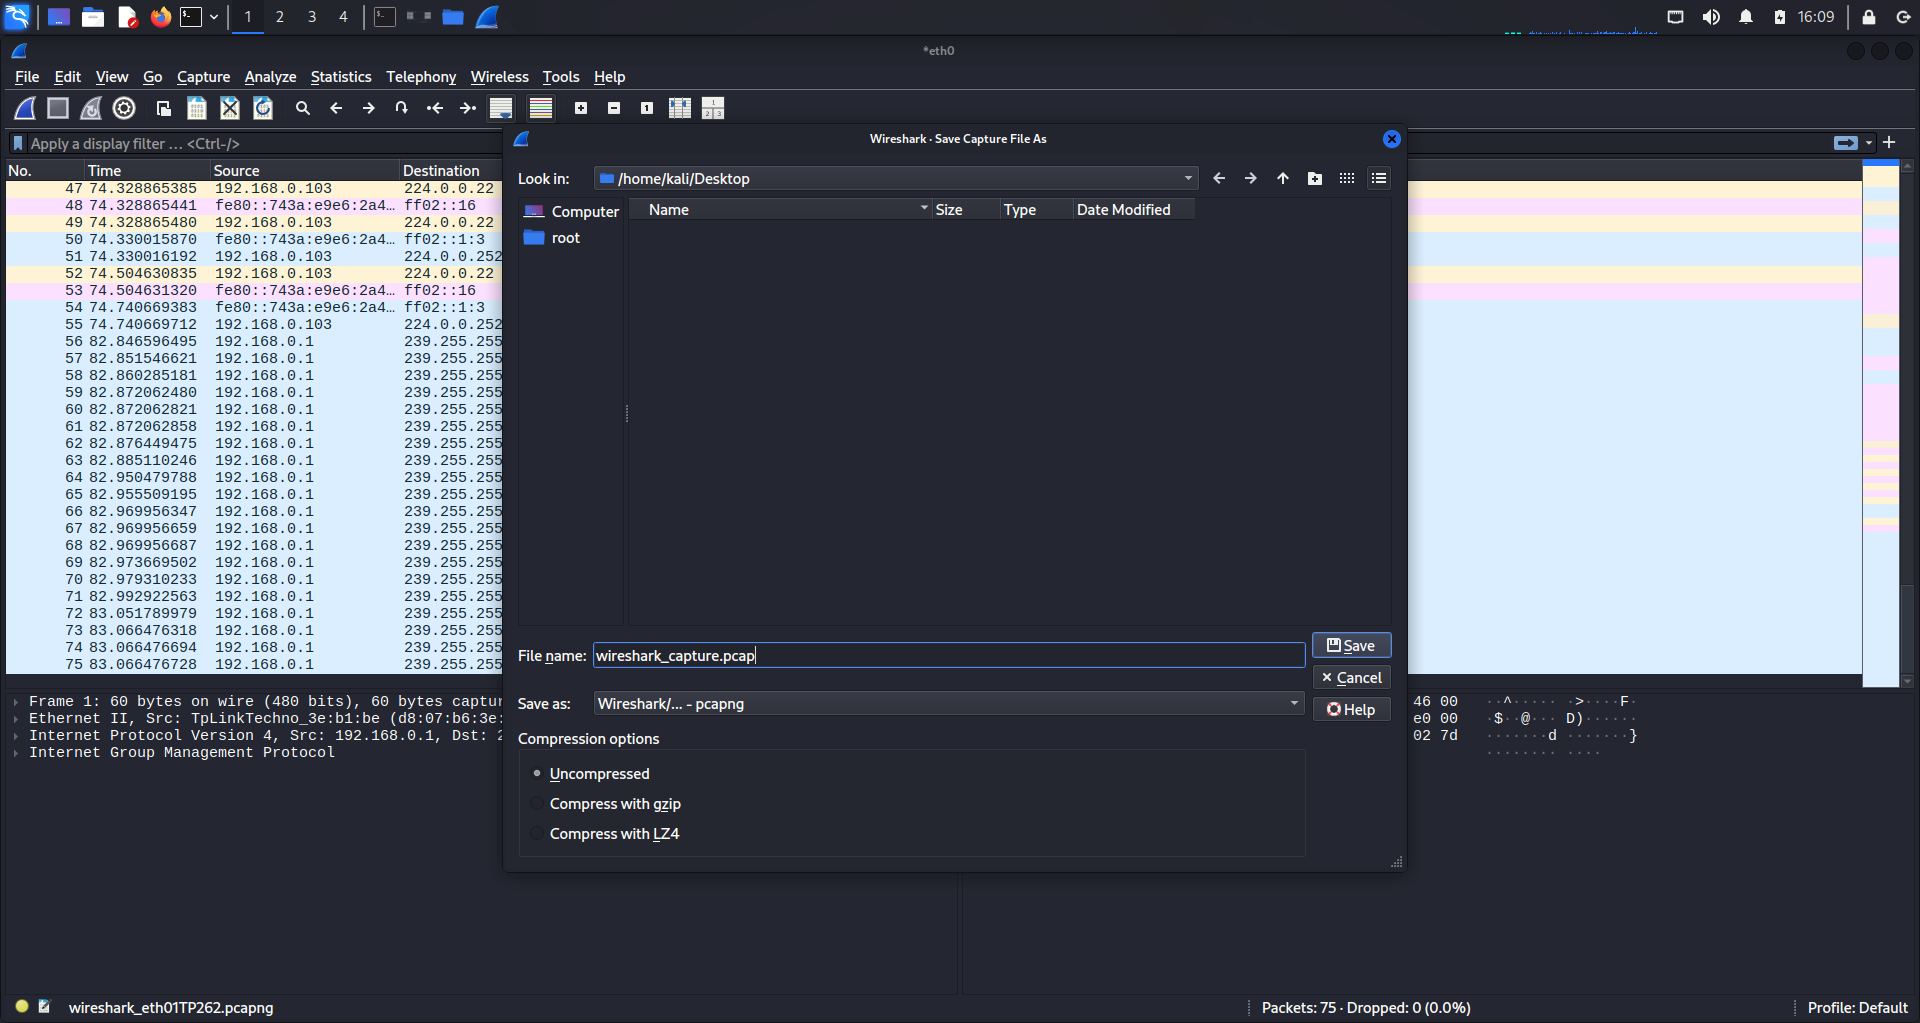 1 2 3 4 16:09
*eth0
File Edit View Go Capture Analyze Statistics Telephony Wireless Tools Help
Apply a display filter ... <Ctrl-/>
No. Time Source Destination
47 74.328865385 192.168.0.103 224.0.0.22
48 74.328865441 fe80::743a:e9e6:2a4… ff02::16
49 74.328865480 192.168.0.103 224.0.0.22
50 74.330015870 fe80::743a:e9e6:2a4… ff02::1:3
51 74.330016192 192.168.0.103 224.0.0.252
52 74.504630835 192.168.0.103 224.0.0.22
53 74.504631320 fe80::743a:e9e6:2a4… ff02::16
54 74.740669383 fe80::743a:e9e6:2a4… ff02::1:3
55 74.740669712 192.168.0.103 224.0.0.252
56 82.846596495 192.168.0.1 239.255.255
57 82.851546621 192.168.0.1 239.255.255
58 82.860285181 192.168.0.1 239.255.255
59 82.872062480 192.168.0.1 239.255.255
60 82.872062821 192.168.0.1 239.255.255
61 82.872062858 192.168.0.1 239.255.255
62 82.876449475 192.168.0.1 239.255.255
63 82.885110246 192.168.0.1 239.255.255
64 82.950479788 192.168.0.1 239.255.255
65 82.955509195 192.168.0.1 239.255.255
66 82.969956347 192.168.0.1 239.255.255
67 82.969956659 192.168.0.1 239.255.255
68 82.969956687 192.168.0.1 239.255.255
69 82.973669502 192.168.0.1 239.255.255
70 82.979310233 192.168.0.1 239.255.255
71 82.992922563 192.168.0.1 239.255.255
72 83.051789979 192.168.0.1 239.255.255
73 83.066476318 192.168.0.1 239.255.255
74 83.066476694 192.168.0.1 239.255.255
75 83.066476728 192.168.0.1 239.255.255
Wireshark · Save Capture File As
Look in: /home/kali/Desktop
Computer
root
Name Size Type Date Modified
File name: wireshark_capture.pcap
Save
Cancel
Save as: Wireshark/... - pcapng
Help
Compression options
Uncompressed
Compress with gzip
Compress with LZ4
Frame 1: 60 bytes on wire (480 bits), 60 bytes captur
Ethernet II, Src: TpLinkTechno_3e:b1:be (d8:07:b6:3e:
Internet Protocol Version 4, Src: 192.168.0.1, Dst: 2
Internet Group Management Protocol
46 00 ··^····· ·>····F·
e0 00 ·$··@··· D)······
02 7d ·······d ·······}
········ ····
wireshark_eth01TP262.pcapng
Packets: 75 · Dropped: 0 (0.0%)
Profile: Default